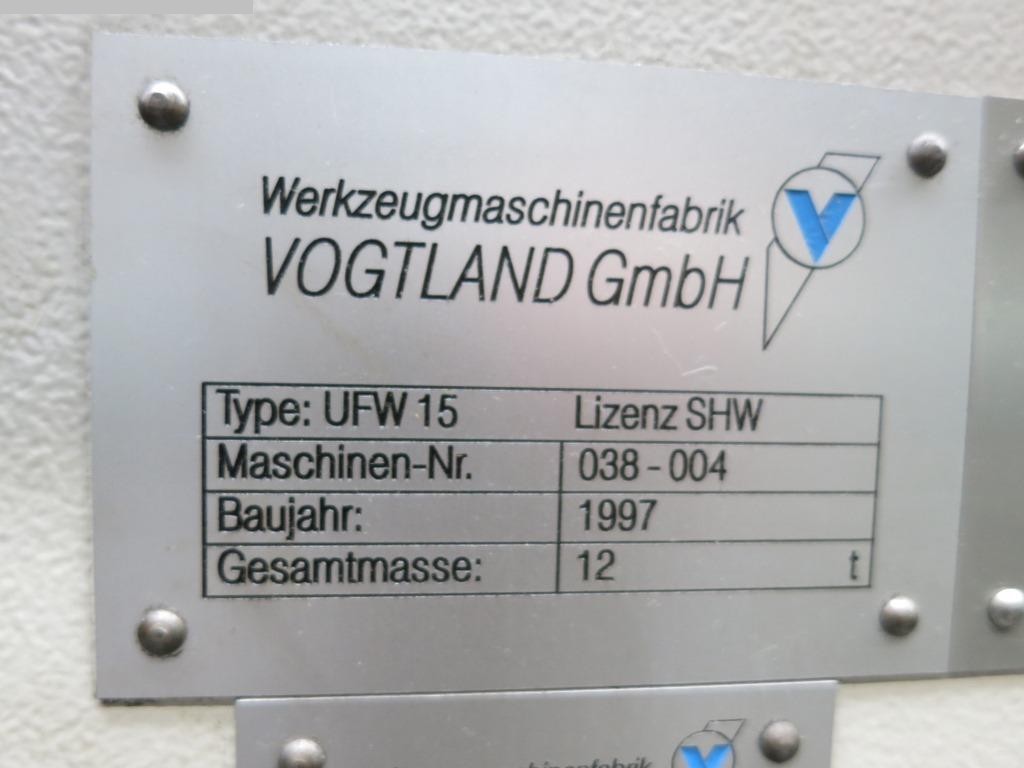 Werkzeugmaschinenfabrik
VOGTLAND GmbH
V
Type: UFW 15 Lizenz SHW
Maschinen-Nr. 038-004
Baujahr: 1997
Gesamtmasse: 12 t
V